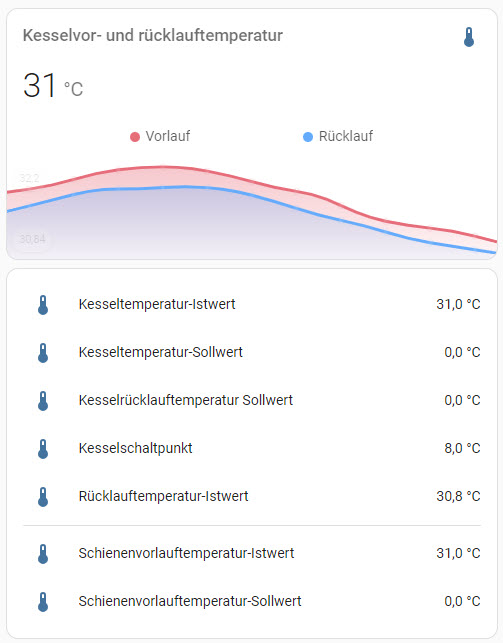 Kesselvor- und rücklauftemperatur
31 °C
Vorlauf Rücklauf
32,2
30,84
Kesseltemperatur-Istwert 31,0 °C
Kesseltemperatur-Sollwert 0,0 °C
Kesselrücklauftemperatur Sollwert 0,0 °C
Kesselschaltpunkt 8,0 °C
Rücklauftemperatur-Istwert 30,8 °C
Schienenvorlauftemperatur-Istwert 31,0 °C
Schienenvorlauftemperatur-Sollwert 0,0 °C